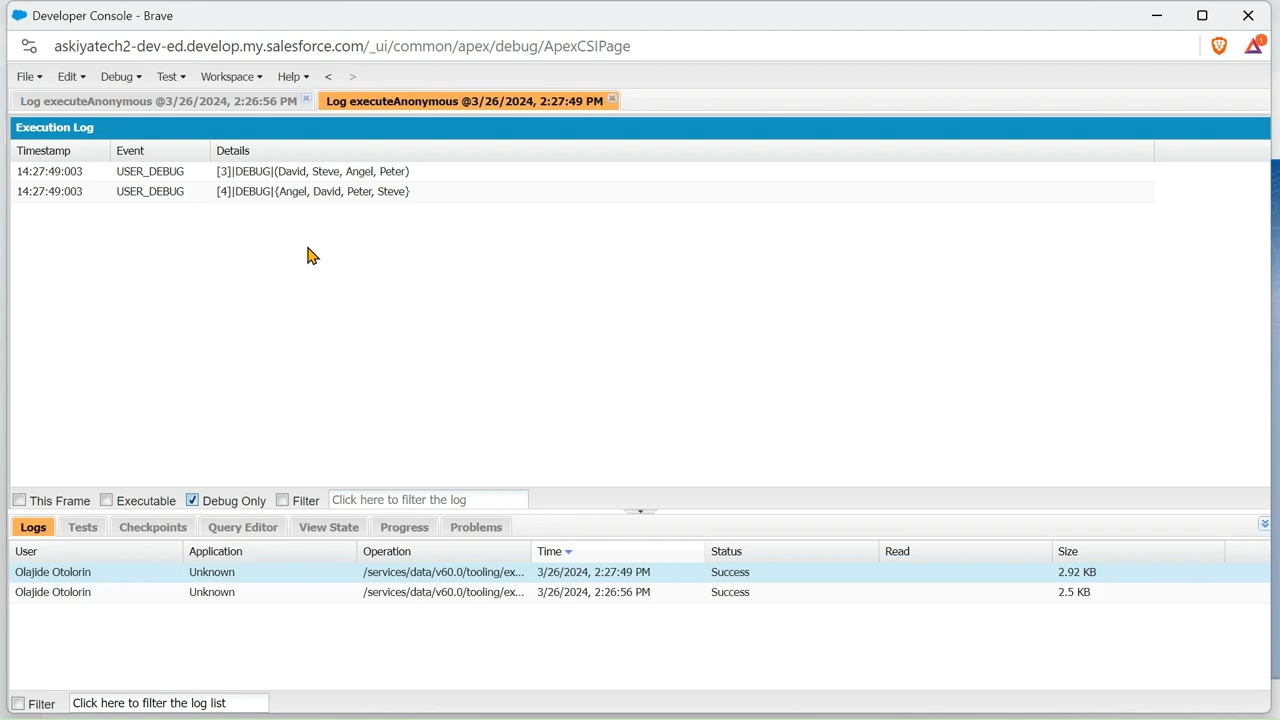 Developer Console - Brave
askiyatech2-dev-ed.develop.my.salesforce.com/_ui/common/apex/debug/ApexCSIPage
1
File Edit Debug Test Workspace Help < >
Log executeAnonymous @3/26/2024, 2:26:56 PM Log executeAnonymous @3/26/2024, 2:27:49 PM
Execution Log
Timestamp Event Details
14:27:49:003 USER_DEBUG [3]|DEBUG|(David, Steve, Angel, Peter)
14:27:49:003 USER_DEBUG [4]|DEBUG|{Angel, David, Peter, Steve}
This Frame Executable Debug Only Filter Click here to filter the log
Logs Tests Checkpoints Query Editor View State Progress Problems
User Application Operation Time Status Read Size
Olajide Otolorin Unknown /services/data/v60.0/tooling/ex... 3/26/2024, 2:27:49 PM Success 2.92 KB
Olajide Otolorin Unknown /services/data/v60.0/tooling/ex... 3/26/2024, 2:26:56 PM Success 2.5 KB
Filter Click here to filter the log list